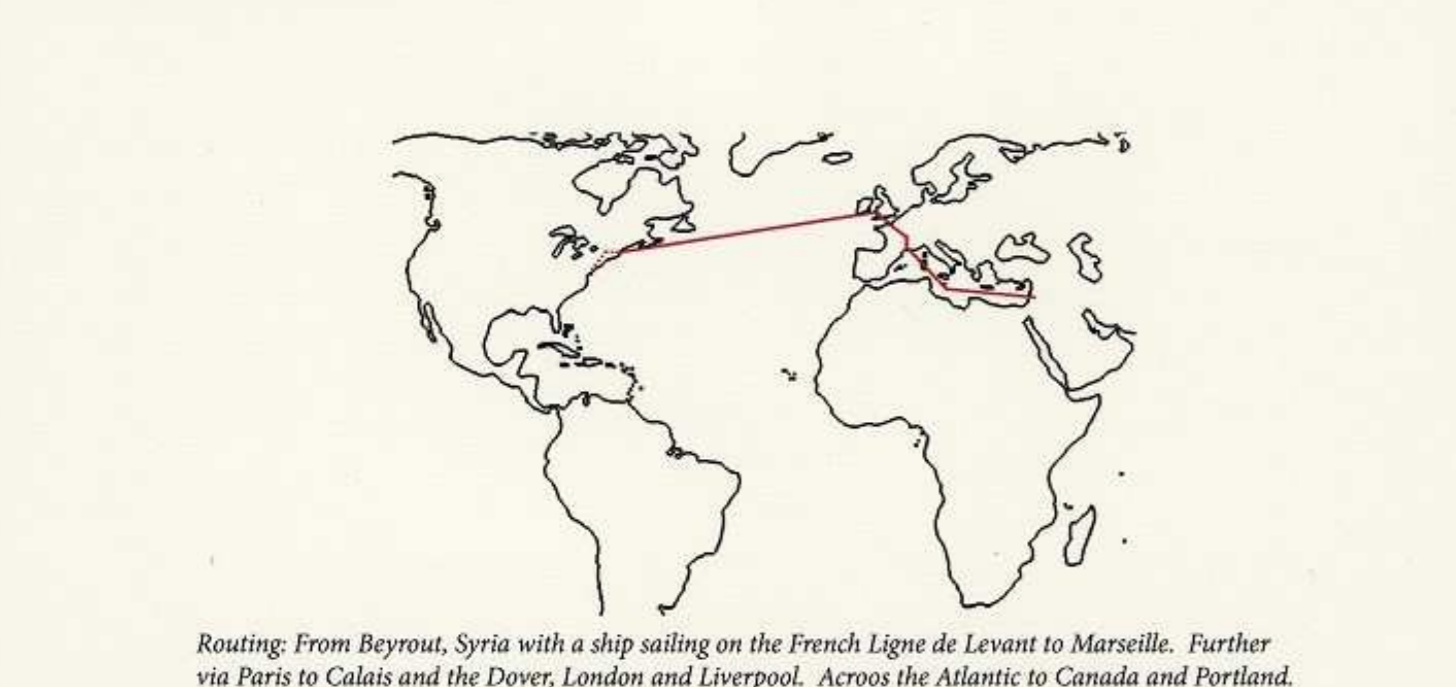 Routing: From Beyrout, Syria with a ship sailing on the French Ligne de Levant to Marseille. Further
via Paris to Calais and the Dover, London and Liverpool. Acroos the Atlantic to Canada and Portland.